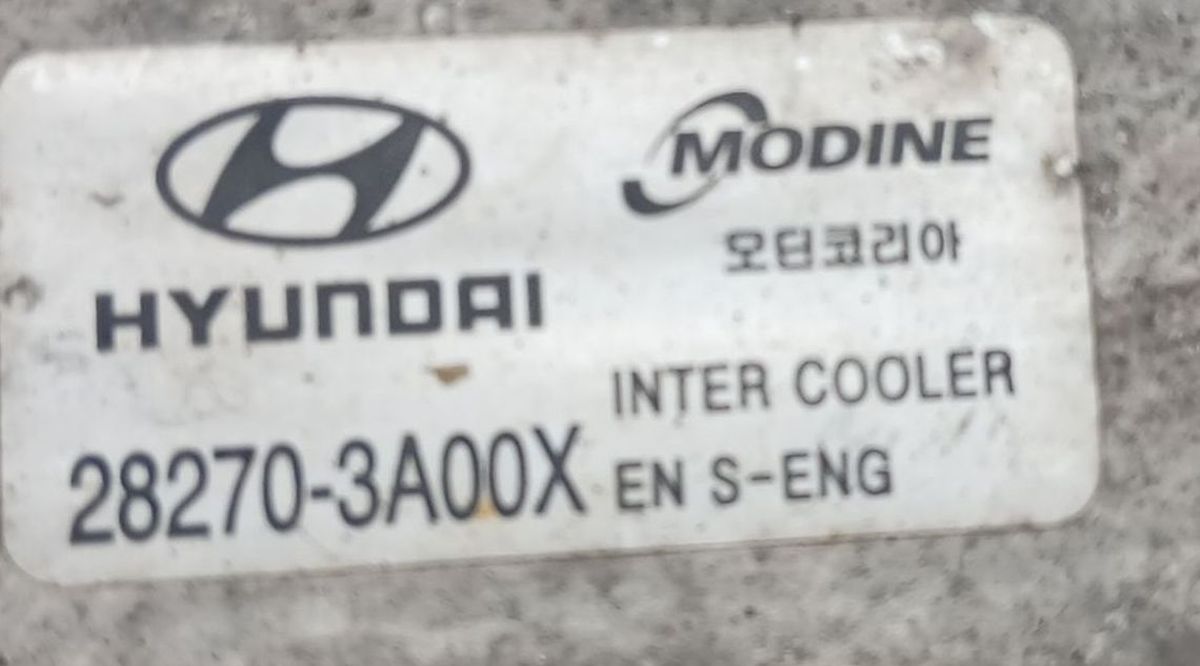 HYUNDAI
MODINE
모딘코리아
INTER COOLER
28270-3A00X EN S-ENG